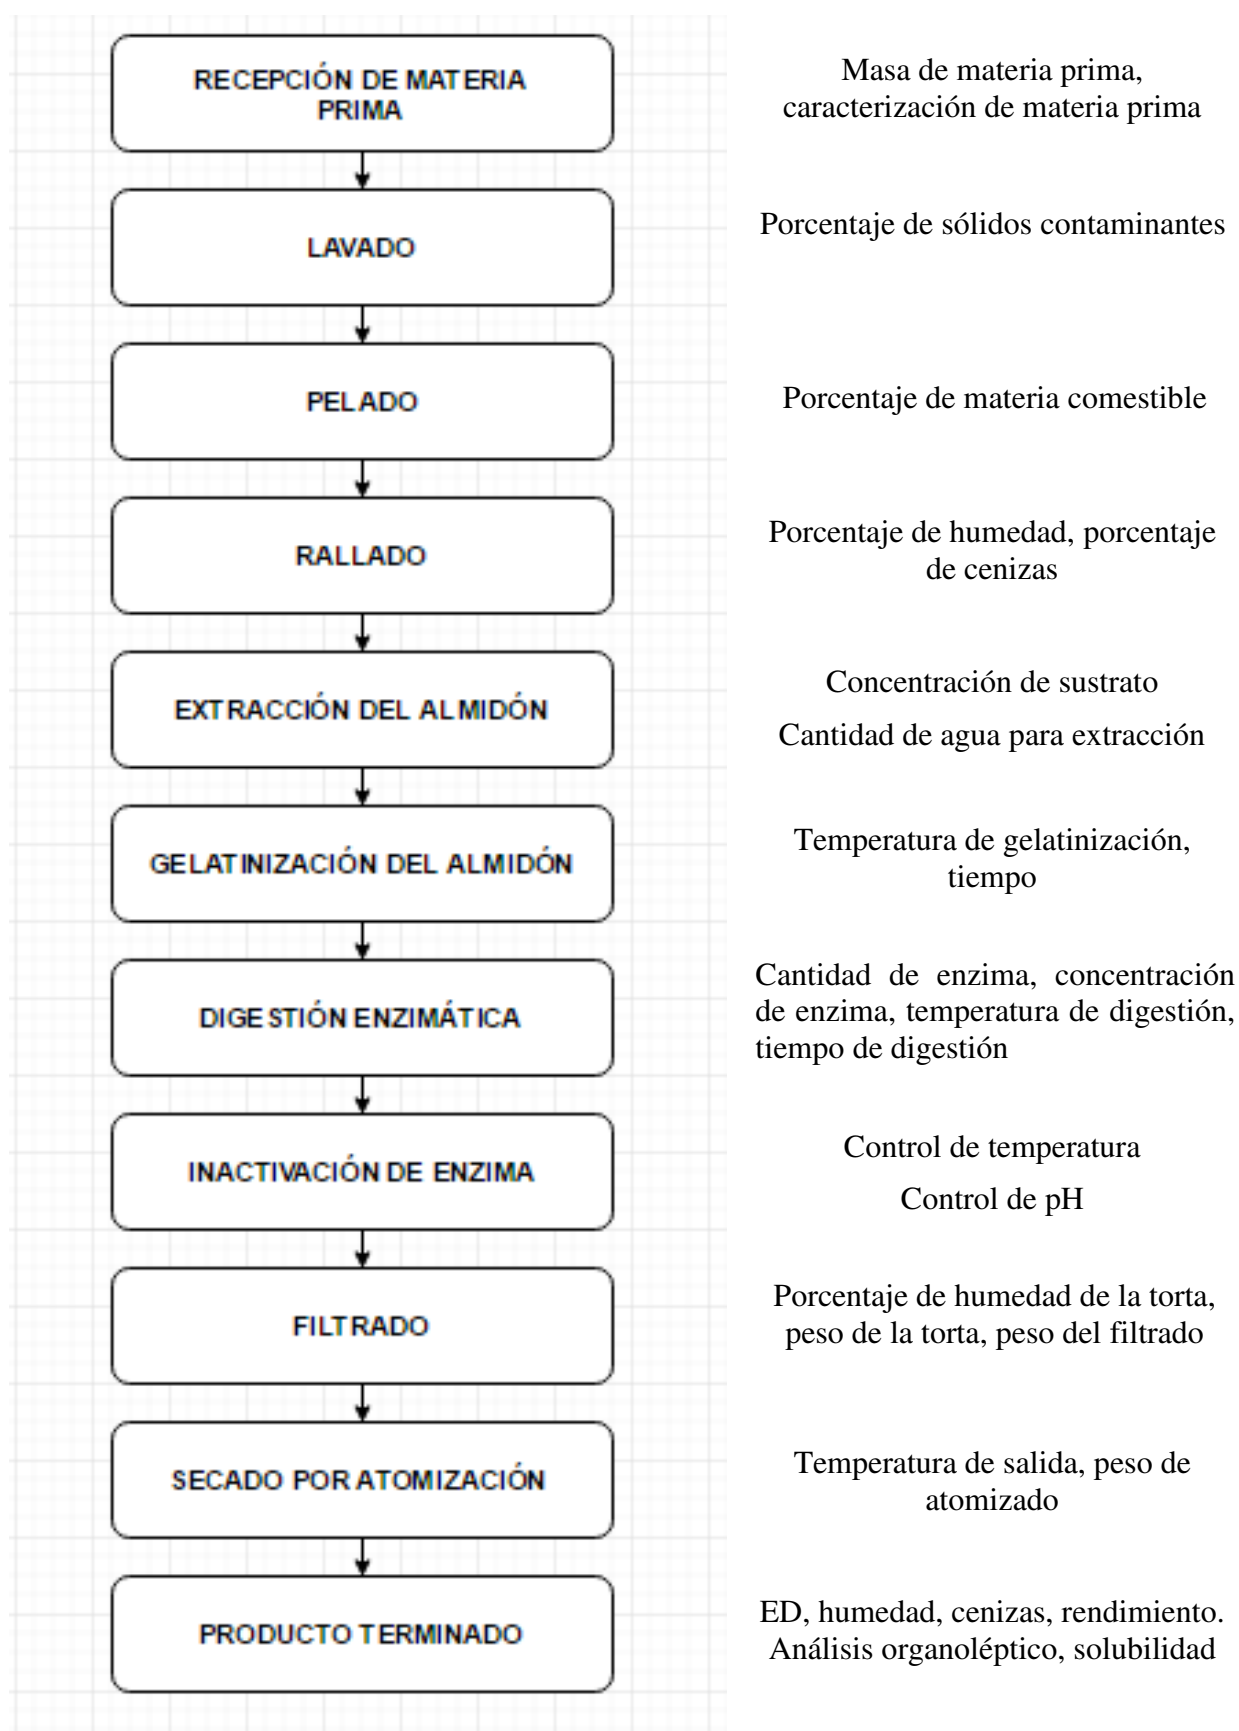 RECEPCIÓN DE MATERIA
PRIMA
Masa de materia prima,
caracterización de materia prima
LAVADO
Porcentaje de sólidos contaminantes
PELADO
Porcentaje de materia comestible
RALLADO
Porcentaje de humedad, porcentaje
de cenizas
EXTRACCIÓN DEL ALMIDÓN
Concentración de sustrato
Cantidad de agua para extracción
GELATINIZACIÓN DEL ALMIDÓN
Temperatura de gelatinización,
tiempo
DIGESTIÓN ENZIMÁTICA
Cantidad de enzima, concentración
de enzima, temperatura de digestión,
tiempo de digestión
INACTIVACIÓN DE ENZIMA
Control de temperatura
Control de pH
FILTRADO
Porcentaje de humedad de la torta,
peso de la torta, peso del filtrado
SECADO POR ATOMIZACIÓN
Temperatura de salida, peso de
atomizado
PRODUCTO TERMINADO
ED, humedad, cenizas, rendimiento.
Análisis organoléptico, solubilidad